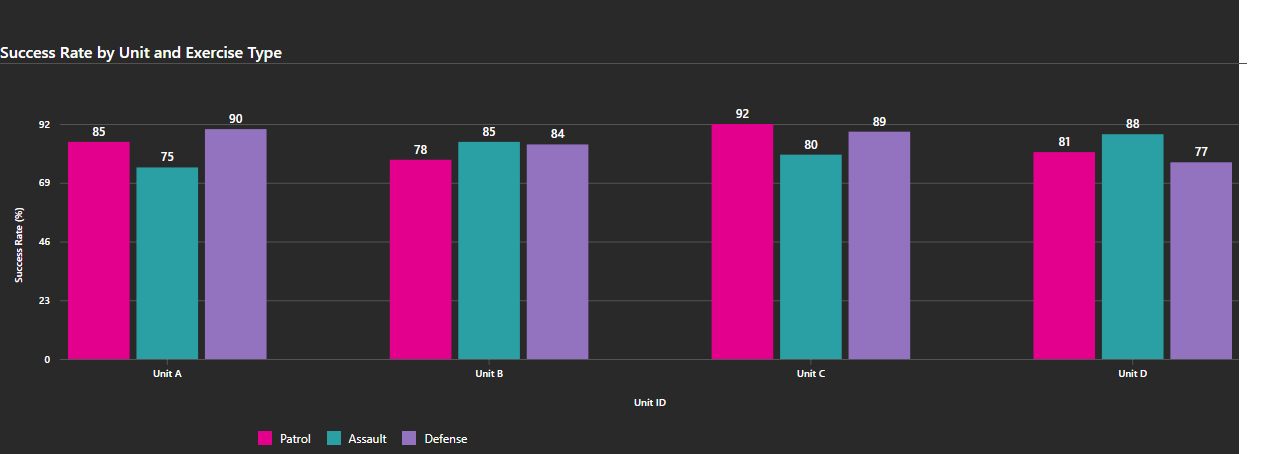 Success Rate by Unit and Exercise Type
92
69
46
23
0
Success Rate (%)
85
75
90
78
85
84
92
80
89
81
88
77
Unit A
Unit B
Unit C
Unit D
Unit ID
Patrol
Assault
Defense